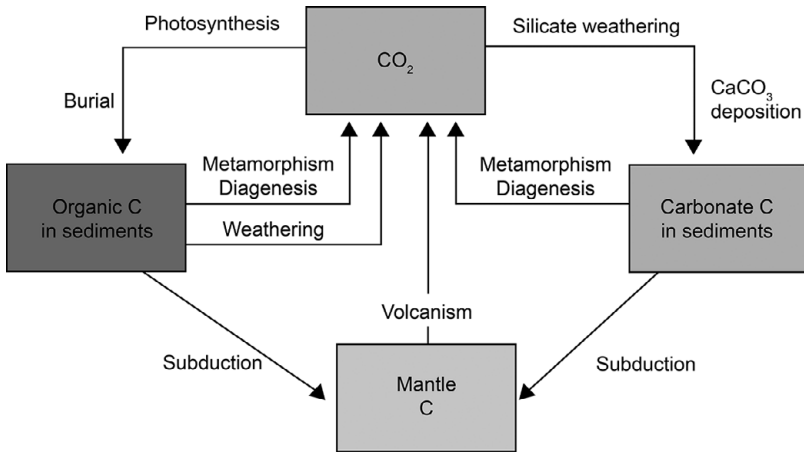 Photosynthesis
CO₂
Silicate weathering
Burial
CaCO₃
deposition
Organic C
in sediments
Metamorphism
Diagenesis
Weathering
Metamorphism
Diagenesis
Carbonate C
in sediments
Volcanism
Subduction
Mantle
C
Subduction